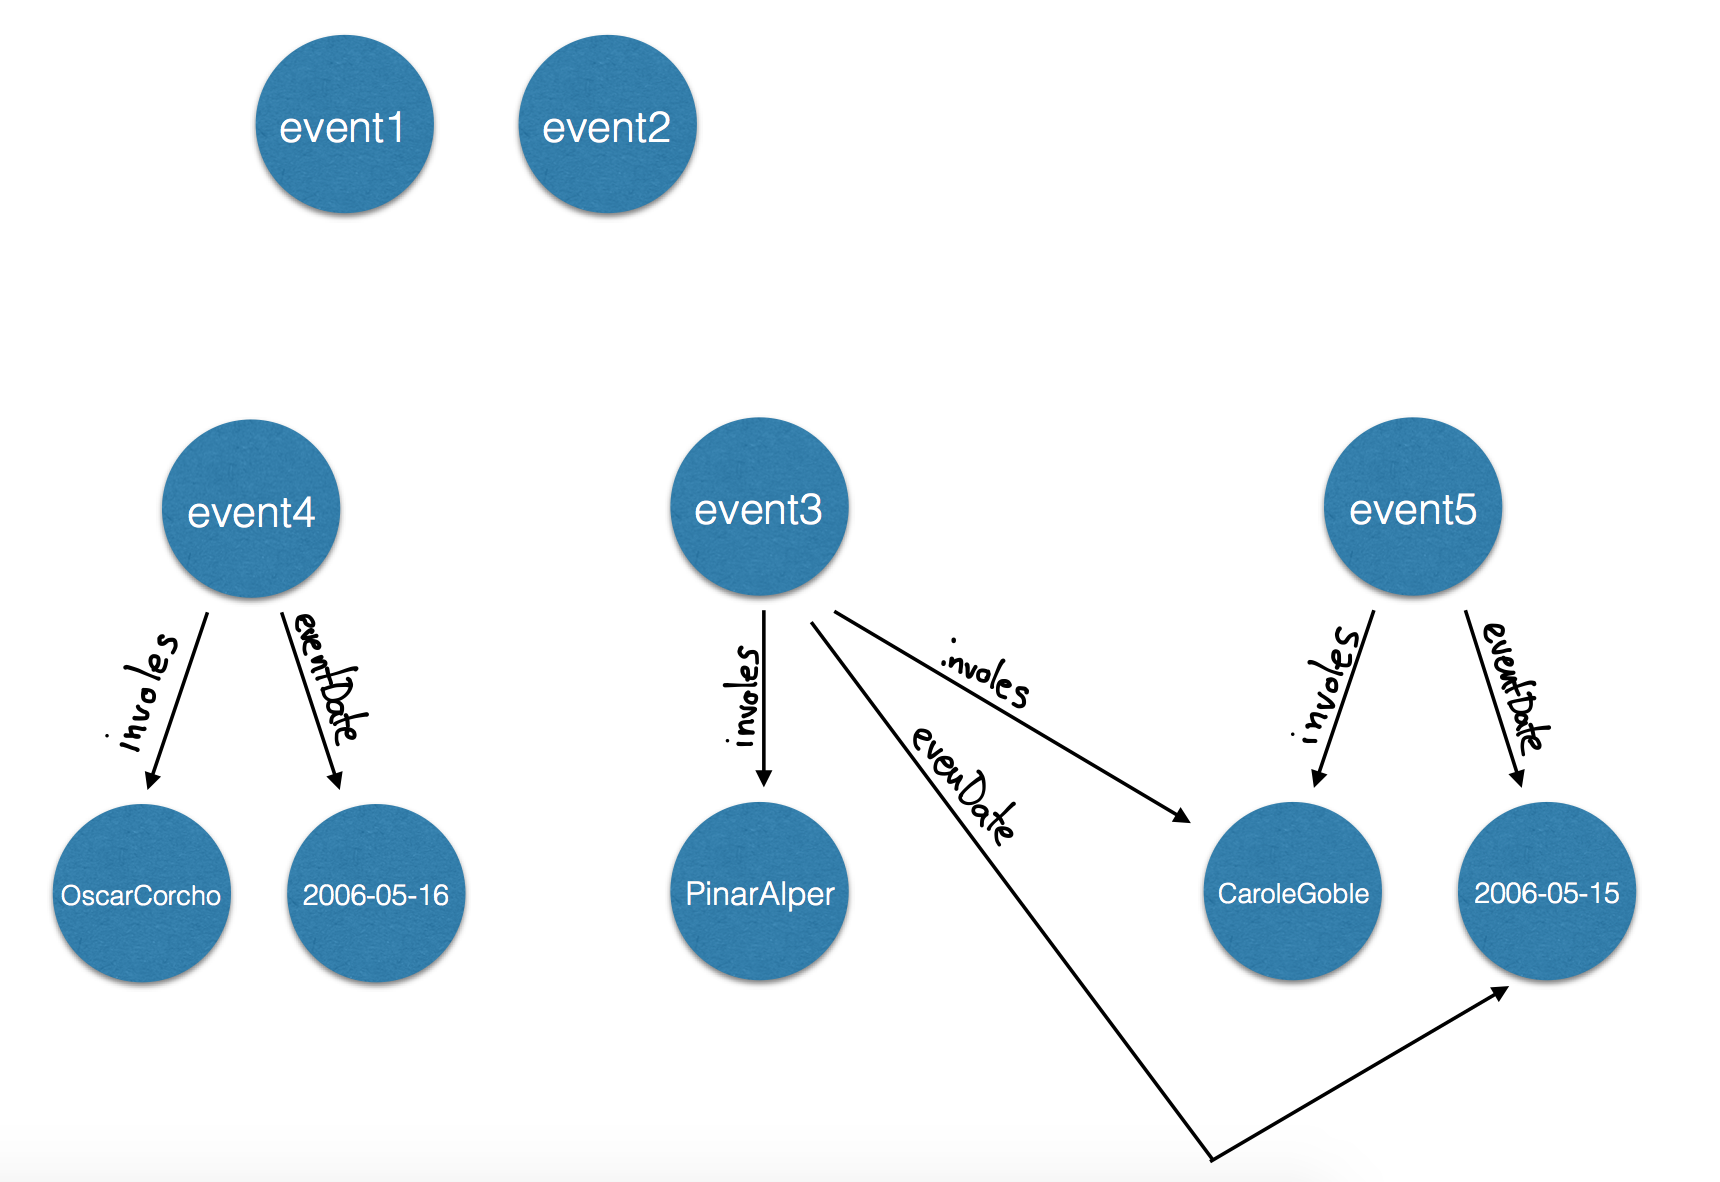 event1
event2
event4
event3
event5
involes
eventDate
involes
involes
evenDate
involes
eventDate
OscarCorcho
2006-05-16
PinarAlper
CaroleGoble
2006-05-15